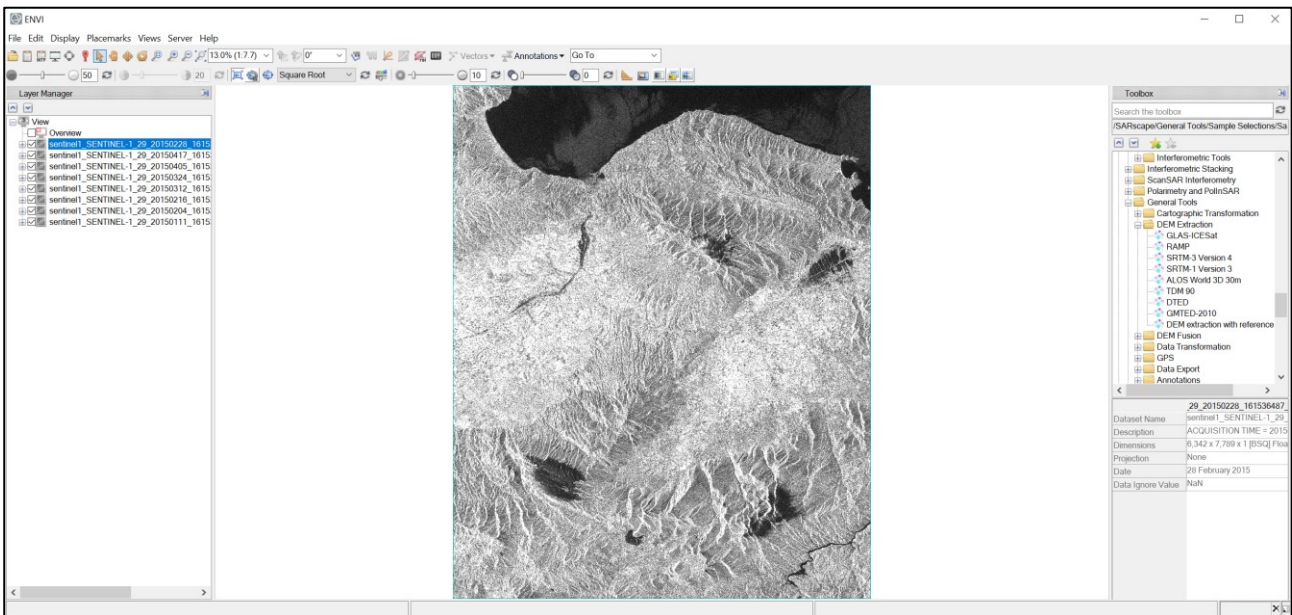 ENVI
File Edit Display Placemarks Views Server Help
13.0% (1:7.7) 0° Vectors Annotations Go To
50 20 Square Root 10 0
Layer Manager
View
Overview
sentinel1_SENTINEL-1_29_20150228_1615
sentinel1_SENTINEL-1_29_20150417_1615
sentinel1_SENTINEL-1_29_20150405_1615
sentinel1_SENTINEL-1_29_20150324_1615
sentinel1_SENTINEL-1_29_20150312_1615
sentinel1_SENTINEL-1_29_20150216_1615
sentinel1_SENTINEL-1_29_20150204_1615
sentinel1_SENTINEL-1_29_20150111_1615
Toolbox
Search the toolbox
/SARscape/General Tools/Sample Selections/Sa
Interferometric Tools
Interferometric Stacking
ScanSAR Interferometry
Polarimetry and PolInSAR
General Tools
Cartographic Transformation
DEM Extraction
GLAS-ICESat
RAMP
SRTM-3 Version 4
SRTM-1 Version 3
ALOS World 3D 30m
TDM 90
DTED
GMTED-2010
DEM extraction with reference
DEM Fusion
Data Transformation
GPS
Data Export
Annotations
29_20150228_161536487_
Dataset Name sentinel1_SENTINEL-1_29_
Description ACQUISITION TIME = 2015
Dimensions 6,342 x 7,789 x 1 [BSQ] Floa
Projection None
Date 28 February 2015
Data Ignore Value NaN